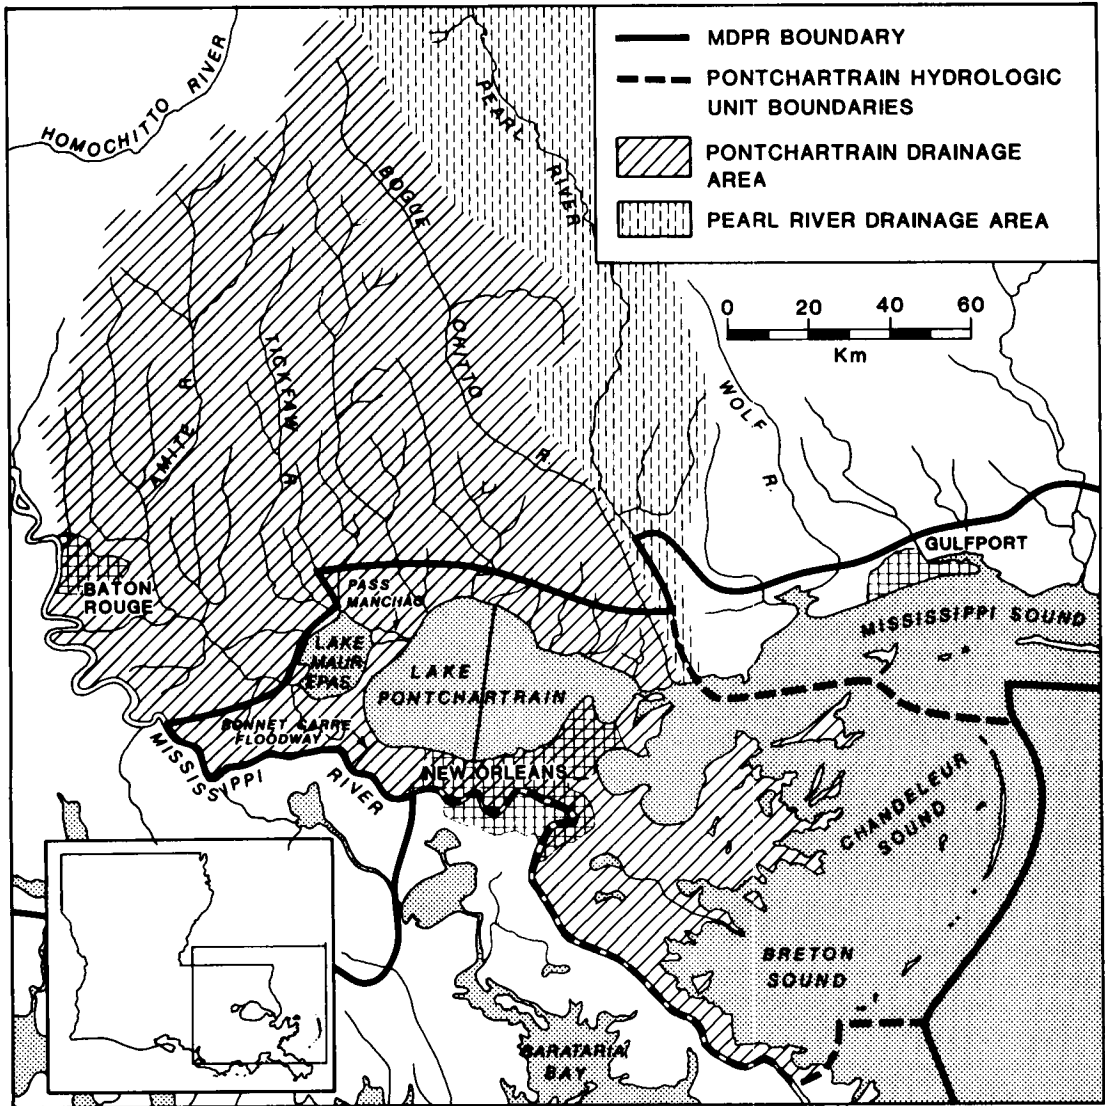 MDPR BOUNDARY
PONTCHARTRAIN HYDROLOGIC
UNIT BOUNDARIES
PONTCHARTRAIN DRAINAGE
AREA
PEARL RIVER DRAINAGE AREA
0 20 40 60
Km
HOMOCHITTO RIVER
PEARL RIVER
BOGUE CHITTO R.
WOLF R.
AMITE R.
TICKFAW R.
BATON
ROUGE
GULFPORT
PASS
MANCHAC
MISSISSIPPI SOUND
LAKE
MAUR
EPAS
LAKE
PONTCHARTRAIN
BONNET CARRE
FLOODWAY
MISSISSIPPI RIVER
NEW ORLEANS
CHANDELEUR
SOUND
BRETON
SOUND
BARATARIA
BAY